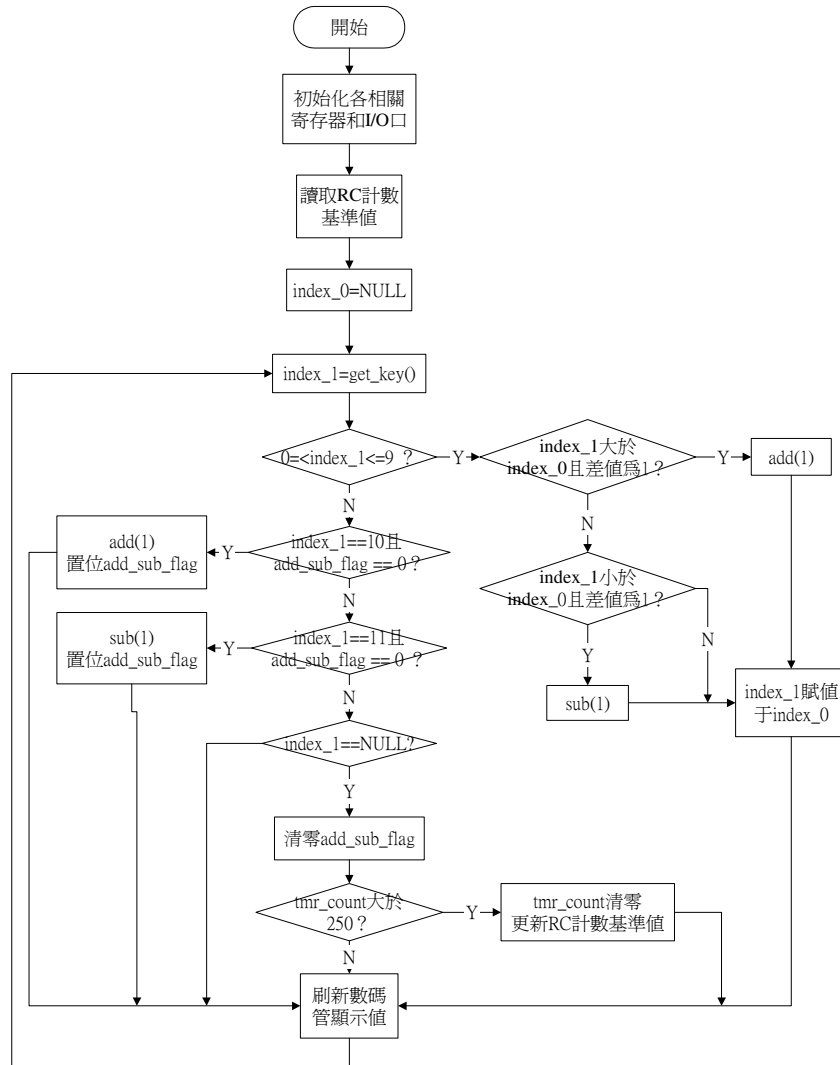 開始
初始化各相關
寄存器和I/O口
讀取RC計數
基準值
index_0=NULL
index_1=get_key()
0=<index_1<=9 ？
Y
index_1大於
index_0且差值爲1？
Y
add(1)
N
N
add(1)
置位add_sub_flag
Y
index_1==10且
add_sub_flag == 0？
index_1小於
index_0且差值爲1？
N
N
sub(1)
置位add_sub_flag
Y
index_1==11且
add_sub_flag == 0 ？
Y
N
sub(1)
index_1賦値
于index_0
index_1==NULL?
Y
清零add_sub_flag
tmr_count大於
250？
Y
tmr_count清零
更新RC計數基準值
N
刷新數碼
管顯示值